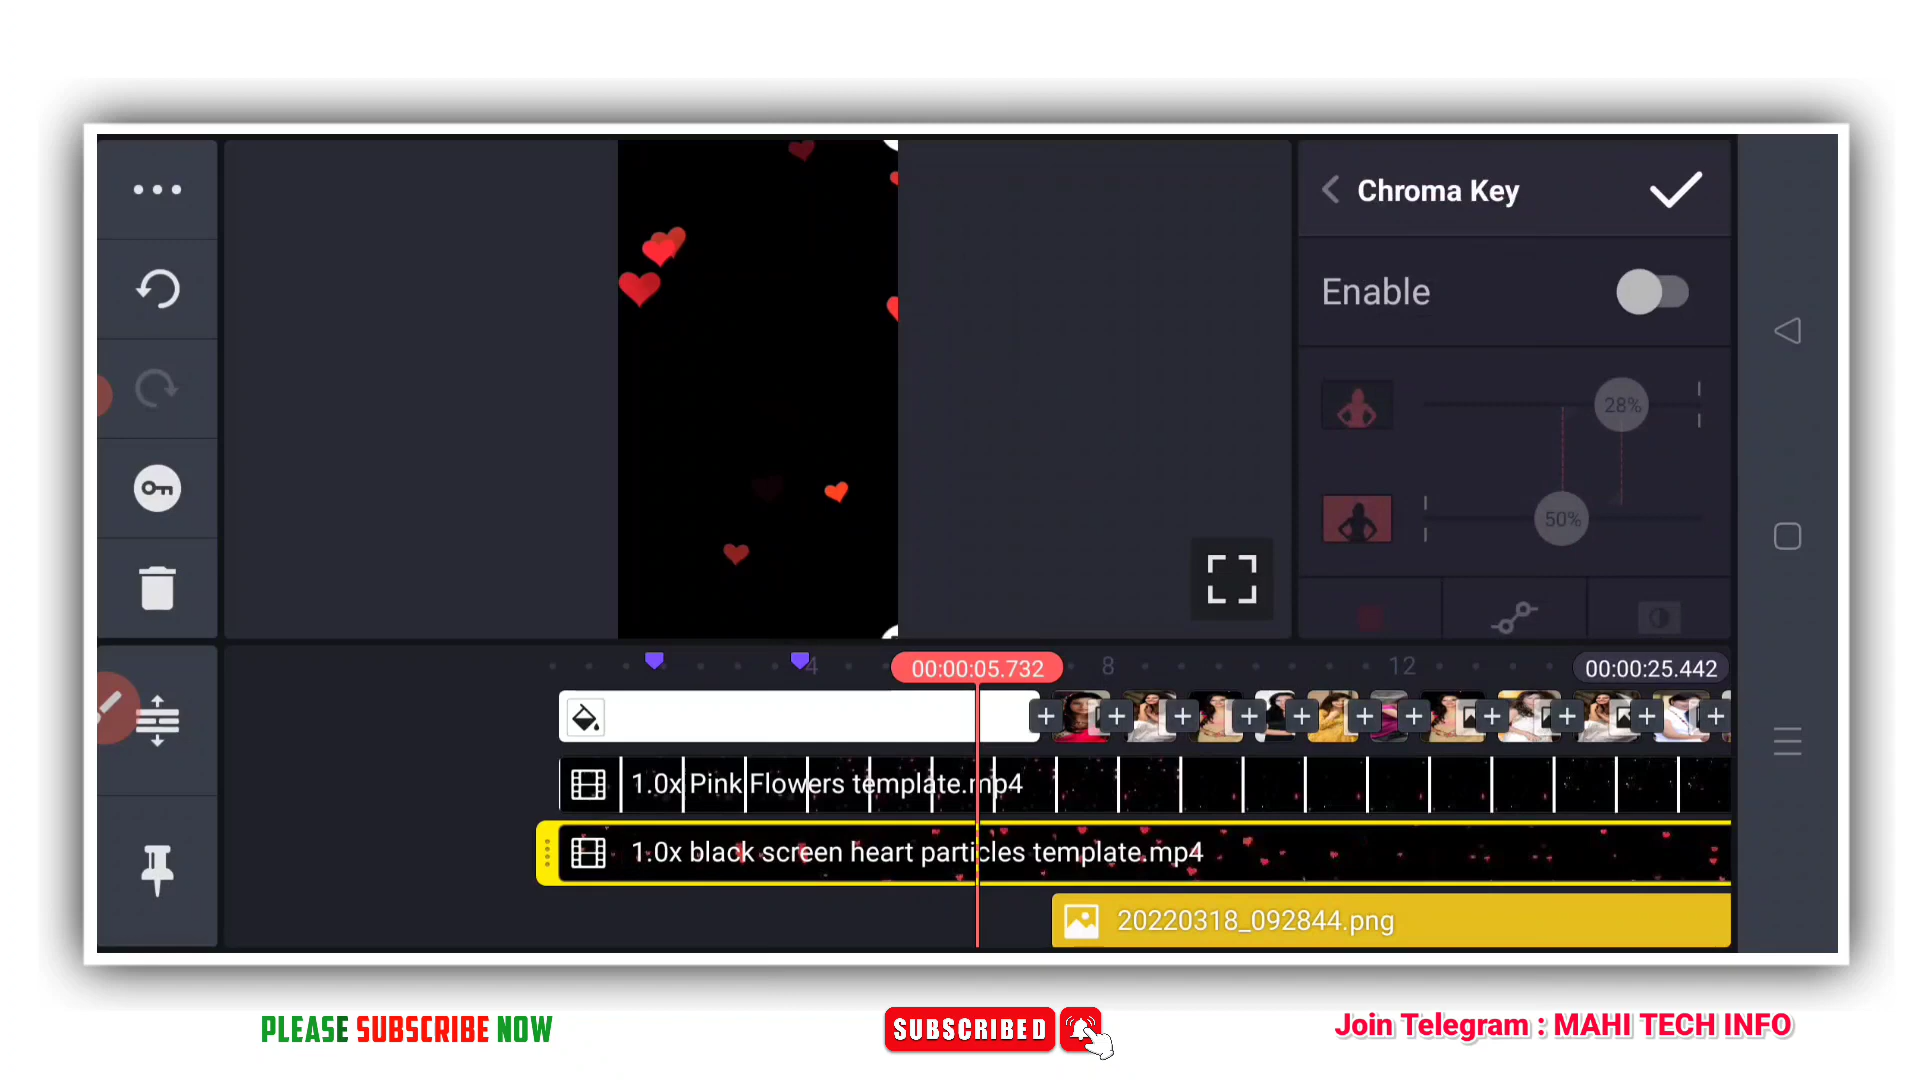 Chroma Key
Enable
28%
50%
4
00:00:05.732
8
12
00:00:25.442
1.0x Pink Flowers template.mp4
1.0x black screen heart particles template.mp4
20220318_092844.png
PLEASE SUBSCRIBE NOW
SUBSCRIBED
Join Telegram : MAHI TECH INFO